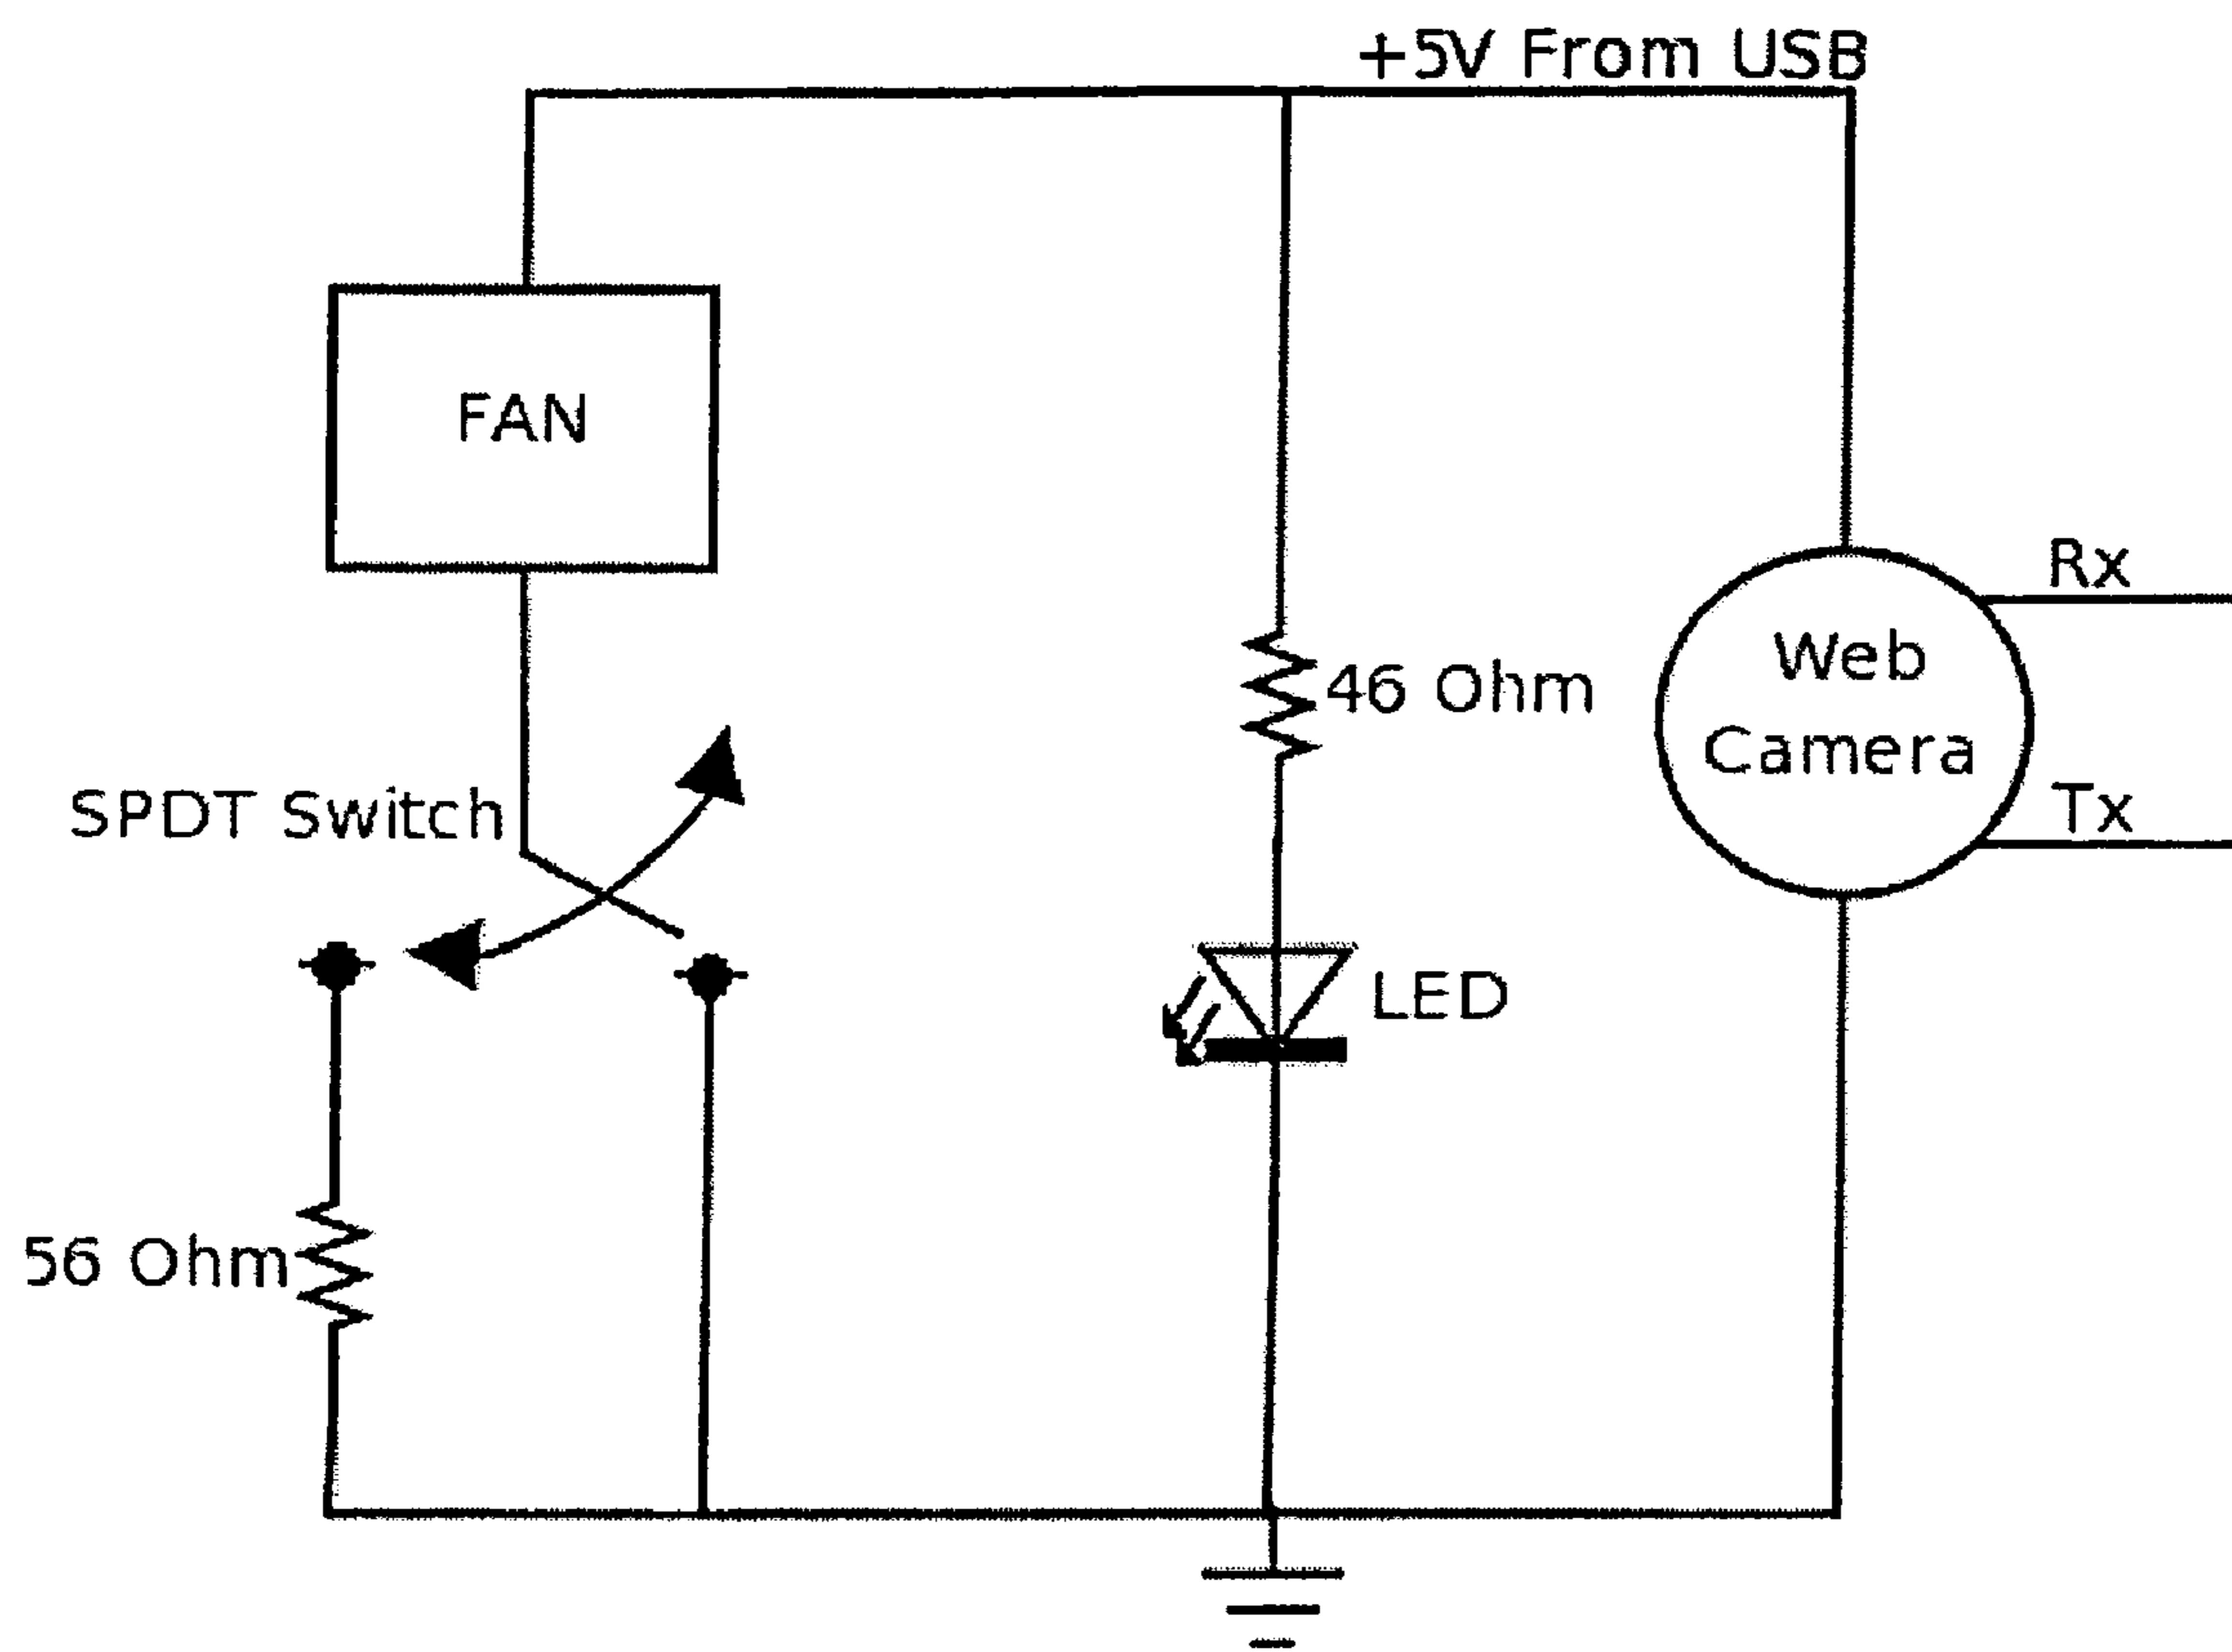 +5V From USB
FAN
Rx
46 Ohm
Web
Camera
SPDT Switch
Tx
LED
56 Ohm